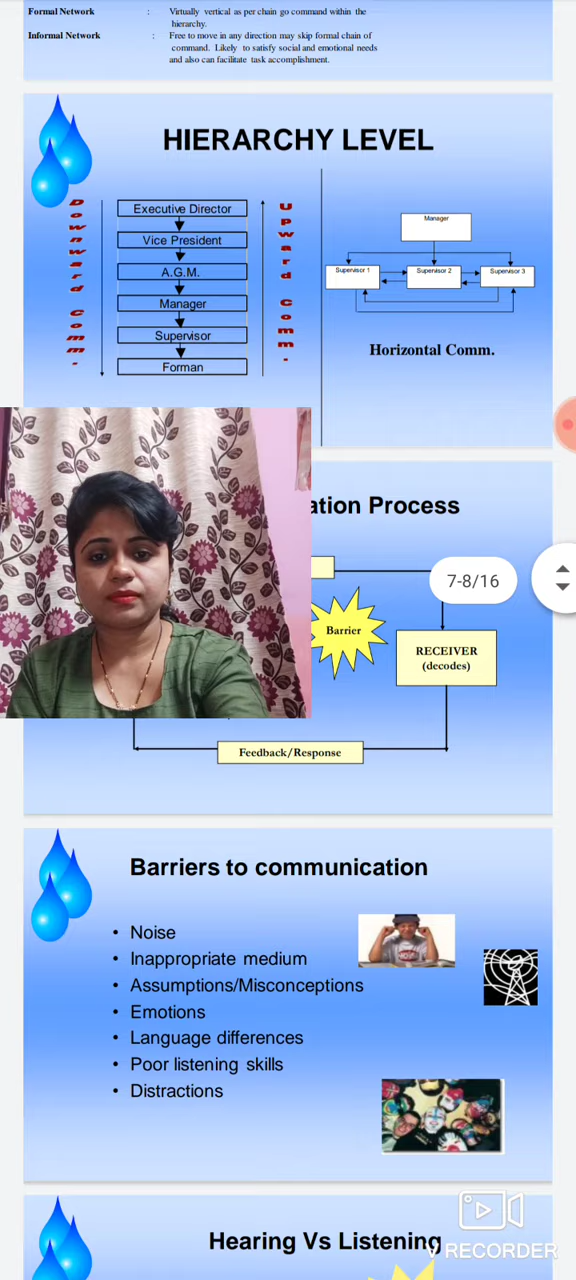 Formal Network : Virtually vertical as per chain go command within the
hierarchy.
Informal Network : Free to move in any direction may skip formal chain of
command. Likely to satisfy social and emotional needs
and also can facilitate task accomplishment.
HIERARCHY LEVEL
Downward Comm.
Executive Director
Vice President
A.G.M.
Manager
Supervisor
Forman
Upward Comm.
Manager
Supervisor 1
Supervisor 2
Supervisor 3
Horizontal Comm.
ation Process
7-8/16
Barrier
RECEIVER
(decodes)
Feedback/Response
Barriers to communication
• Noise
• Inappropriate medium
• Assumptions/Misconceptions
• Emotions
• Language differences
• Poor listening skills
• Distractions
Hearing Vs Listening
V RECORDER